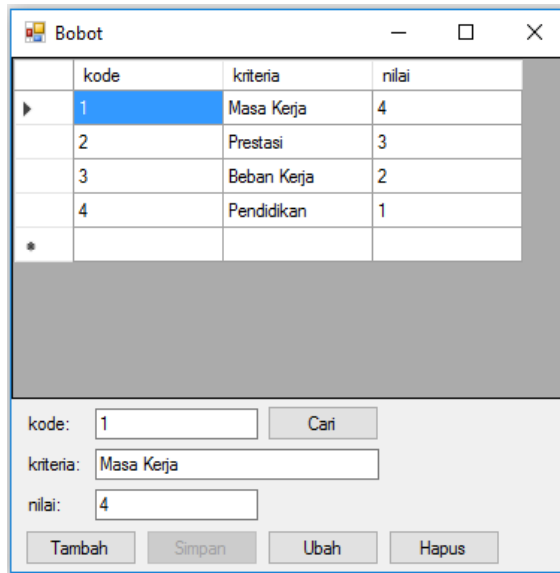 Bobot
kode kriteria nilai
1 Masa Kerja 4
2 Prestasi 3
3 Beban Kerja 2
4 Pendidikan 1
kode: 1 Cari
kriteria: Masa Kerja
nilai: 4
Tambah Simpan Ubah Hapus